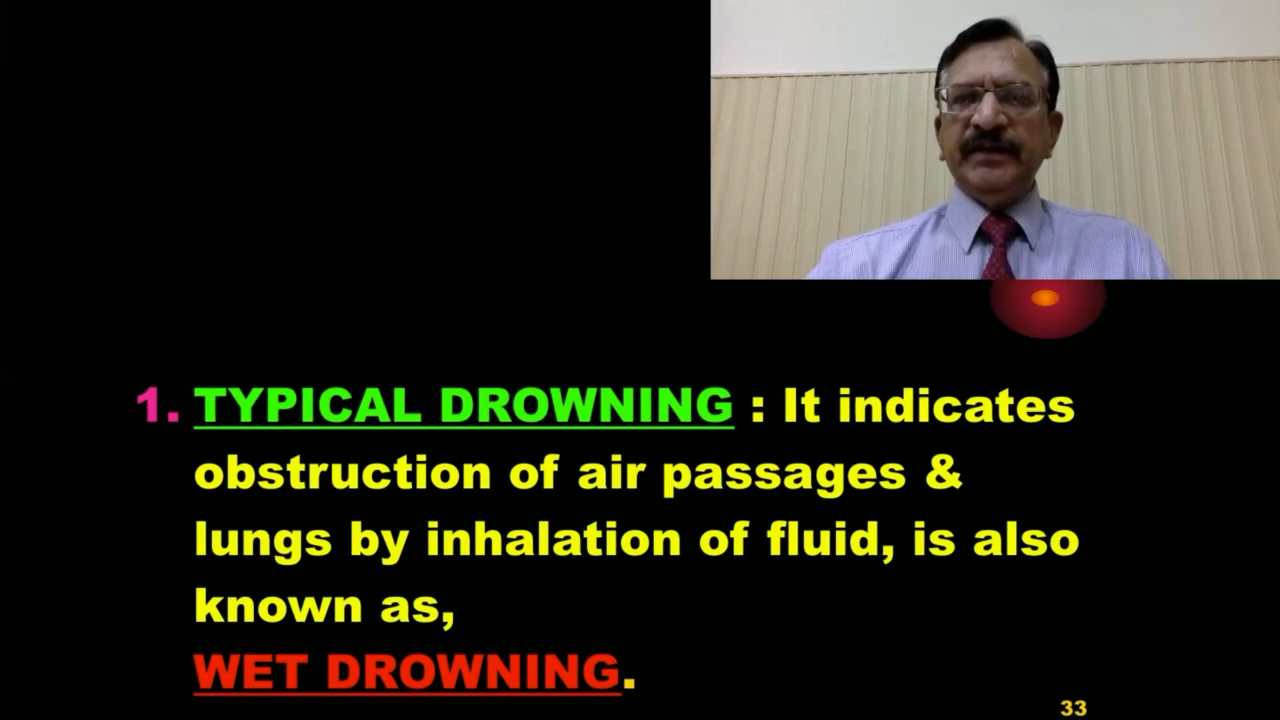 1. TYPICAL DROWNING : It indicates
obstruction of air passages &
lungs by inhalation of fluid, is also
known as,
WET DROWNING.
33